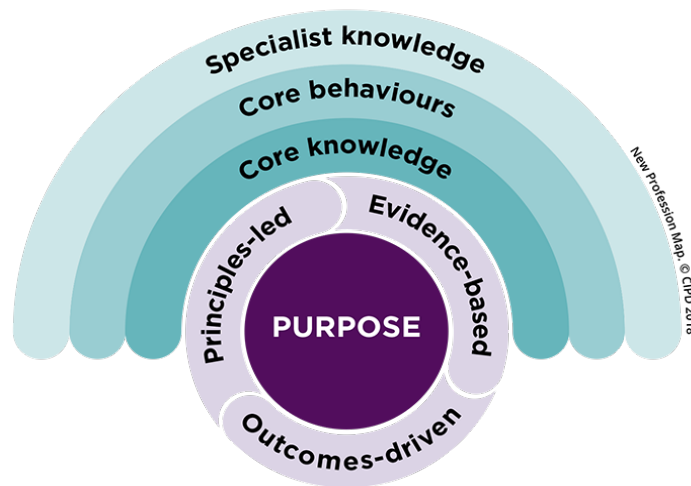 Specialist knowledge
Core behaviours
Core knowledge
Principles-led
Evidence-based
PURPOSE
Outcomes-driven
New Profession Map. © CIPD 2018